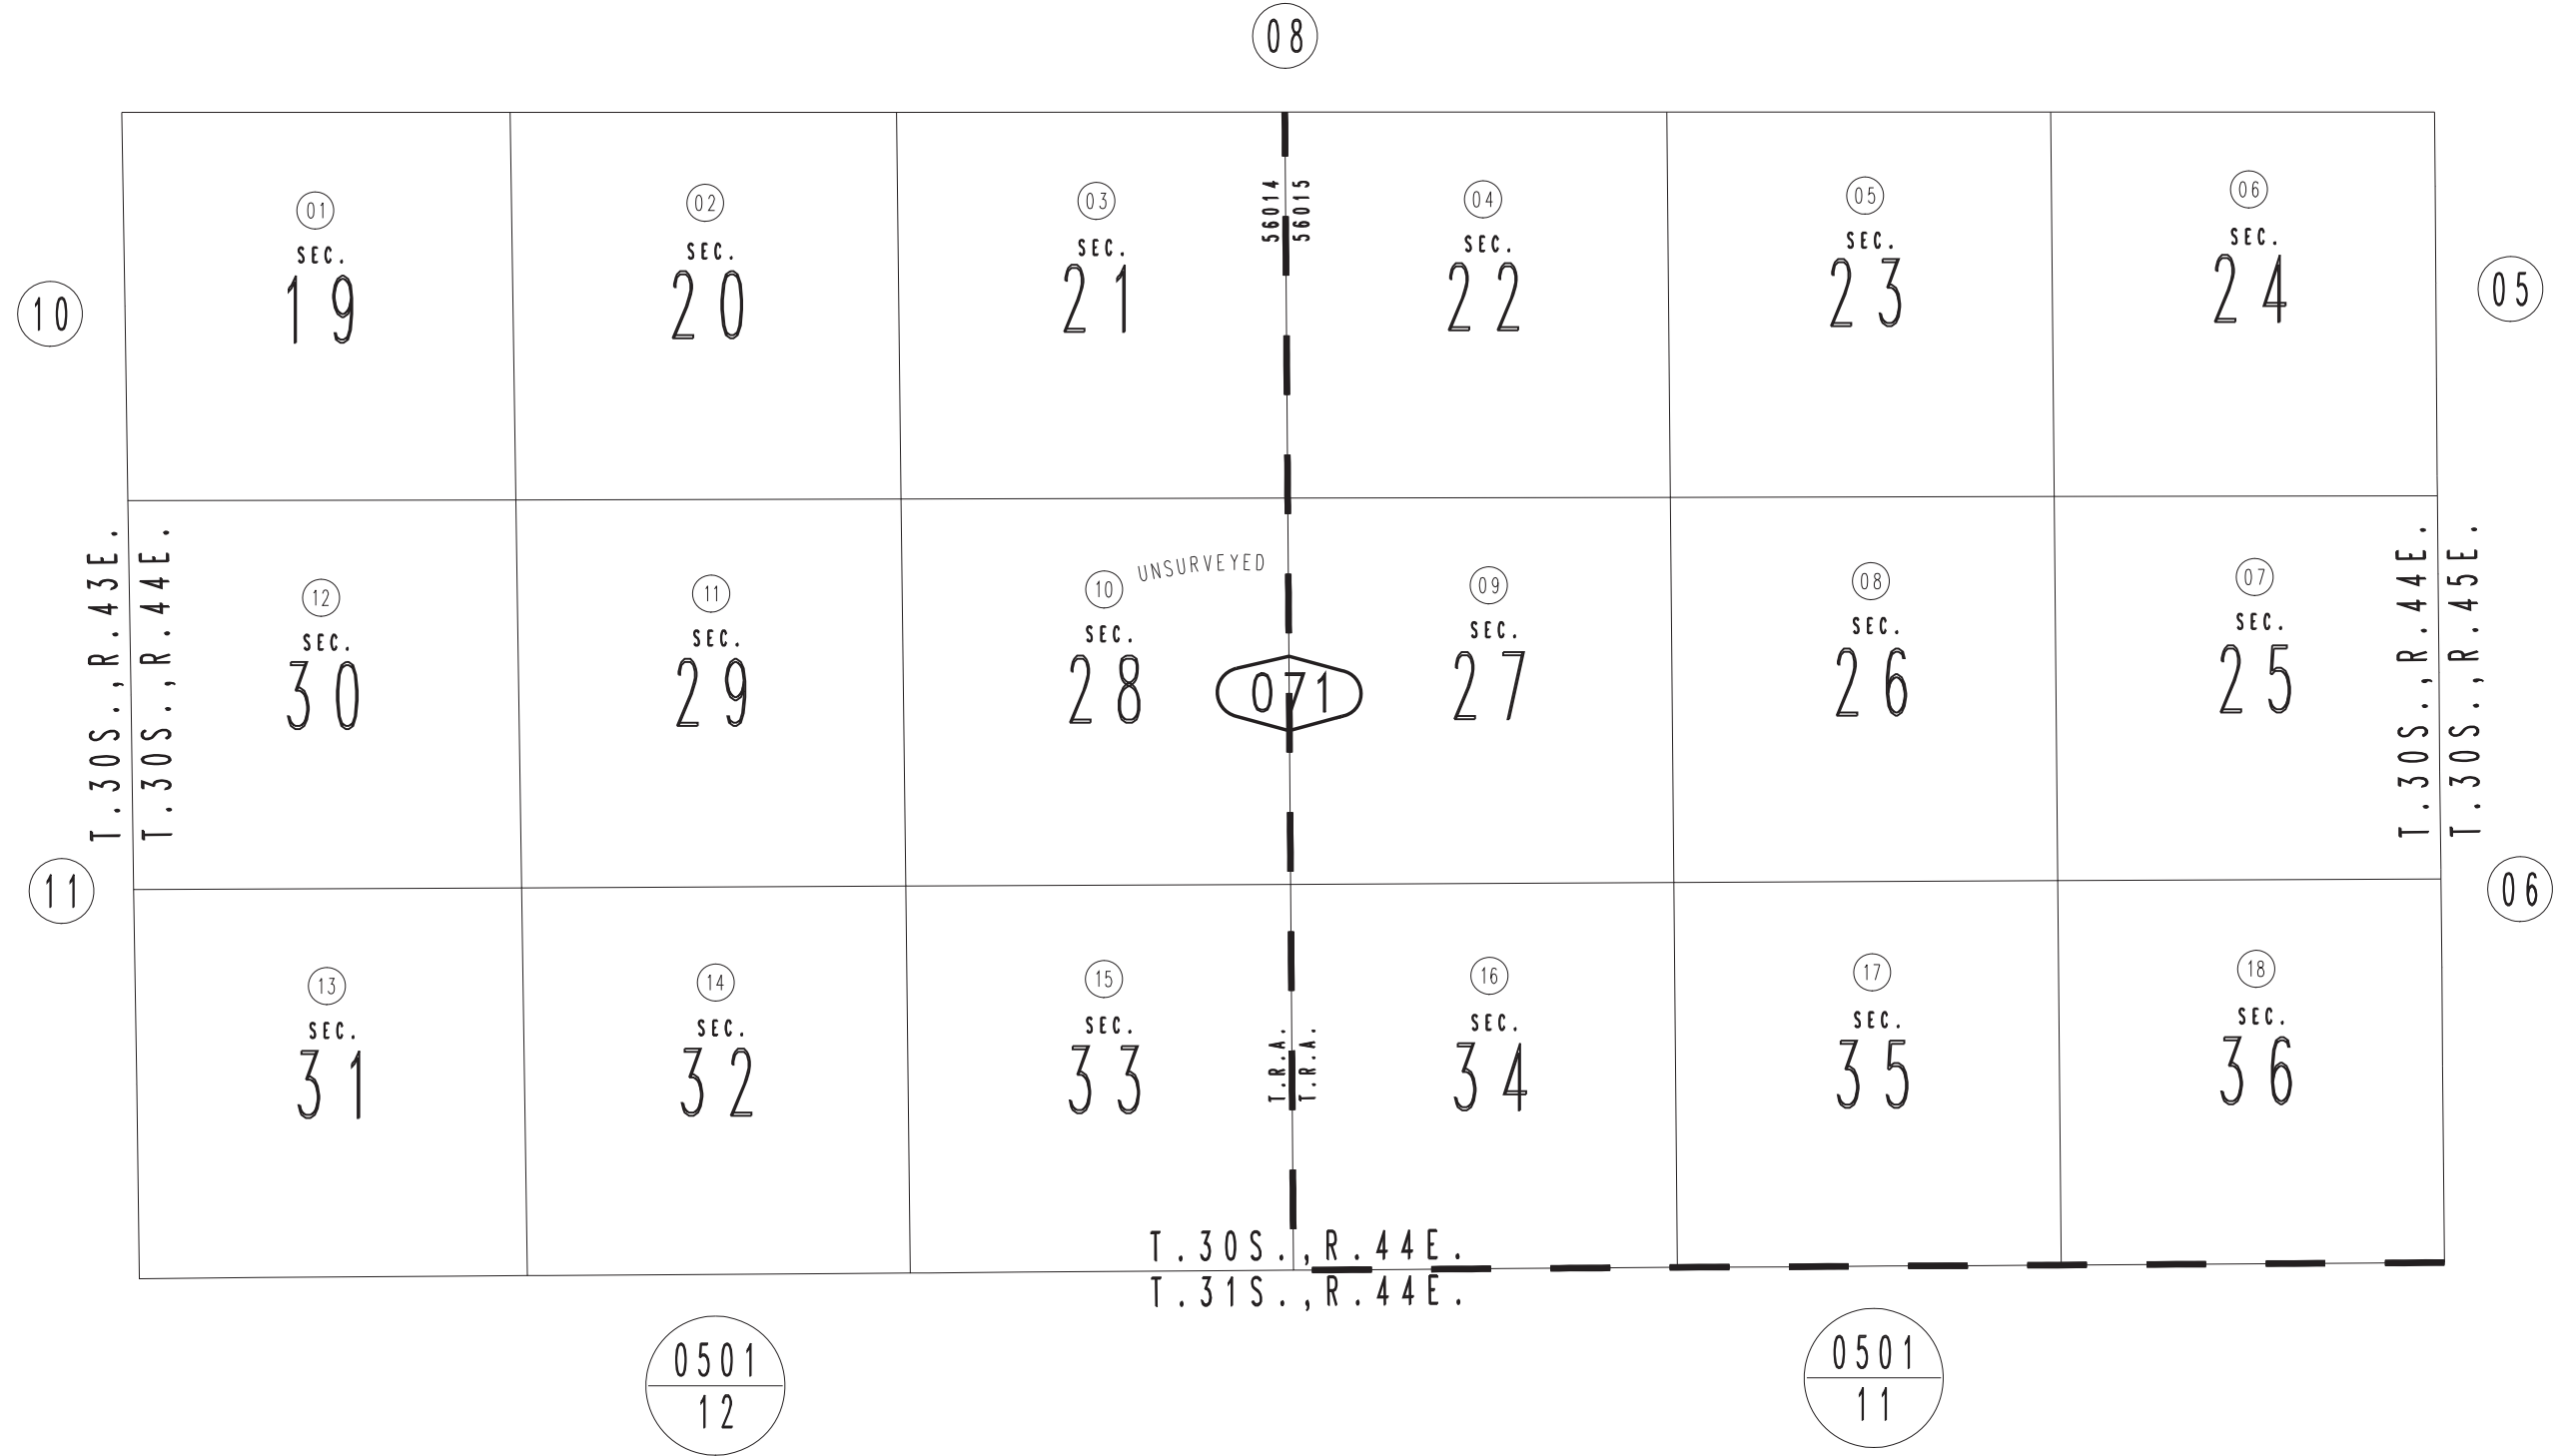 08
01
SEC.
19
02
SEC.
20
03
SEC.
21
56014
56015
04
SEC.
22
05
SEC.
23
06
SEC.
24
10
05
T.30S.,R.43E.
T.30S.,R.44E.
12
SEC.
30
11
SEC.
29
10
UNSURVEYED
SEC.
28
071
09
SEC.
27
08
SEC.
26
07
SEC.
25
T.30S.,R.44E.
T.30S.,R.45E.
11
06
13
SEC.
31
14
SEC.
32
15
SEC.
33
T.R.A.
T.R.A.
16
SEC.
34
17
SEC.
35
18
SEC.
36
T.30S.,R.44E.
T.31S.,R.44E.
0501
12
0501
11